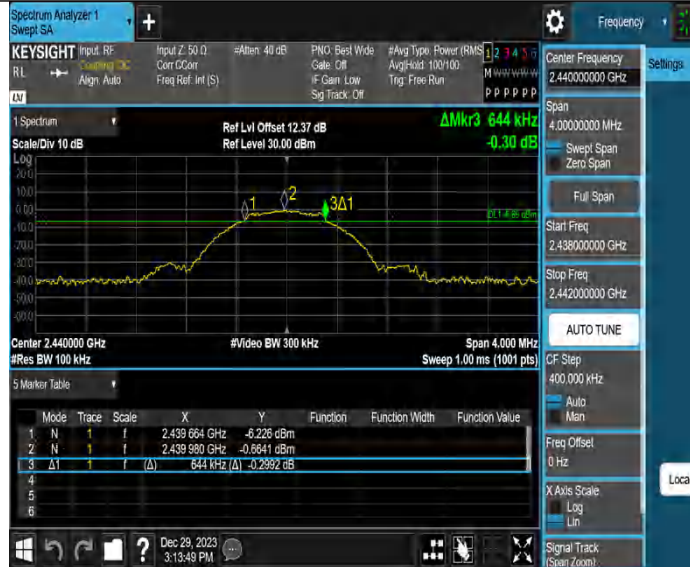 Spectrum Analyzer 1
Swept SA
+
Frequency
KEYSIGHT
RL
Input: RF
Coupling: DC
Align: Auto
Input Z: 50 Ω
Corr CCorr
Freq Ref: Int (S)
#Atten: 40 dB
PNO: Best Wide
Gate: Off
IF Gain: Low
Sig Track: Off
#Avg Type: Power (RMS
Avg|Hold: 100/100
Trig: Free Run
1 2 3 4 5 6
M W W W W W
P P P P P P
LXI
1 Spectrum
Scale/Div 10 dB
Ref Lvl Offset 12.37 dB
Ref Level 30.00 dBm
ΔMkr3 644 kHz
-0.30 dB
Log
20.0
10.0
0.00
-10.0
-20.0
-30.0
-40.0
-50.0
-60.0
1
2
3Δ1
Center 2.440000 GHz
#Video BW 300 kHz
Span 4.000 MHz
#Res BW 100 kHz
Sweep 1.00 ms (1001 pts)
5 Marker Table
Mode Trace Scale X Y Function Function Width Function Value
1 N 1 f 2.439 664 GHz -6.226 dBm
2 N 1 f 2.439 980 GHz -0.6641 dBm
3 Δ1 1 f (Δ) 644 kHz (Δ) -0.2992 dB
4
5
6
?
Dec 29, 2023
3:13:49 PM
Center Frequency
2.440000000 GHz
Settings
Span
4.00000000 MHz
Swept Span
Zero Span
Full Span
Start Freq
2.438000000 GHz
Stop Freq
2.442000000 GHz
AUTO TUNE
CF Step
400.000 kHz
Auto
Man
Freq Offset
0 Hz
X Axis Scale
Log
Lin
Local
Signal Track
(Span Zoom)